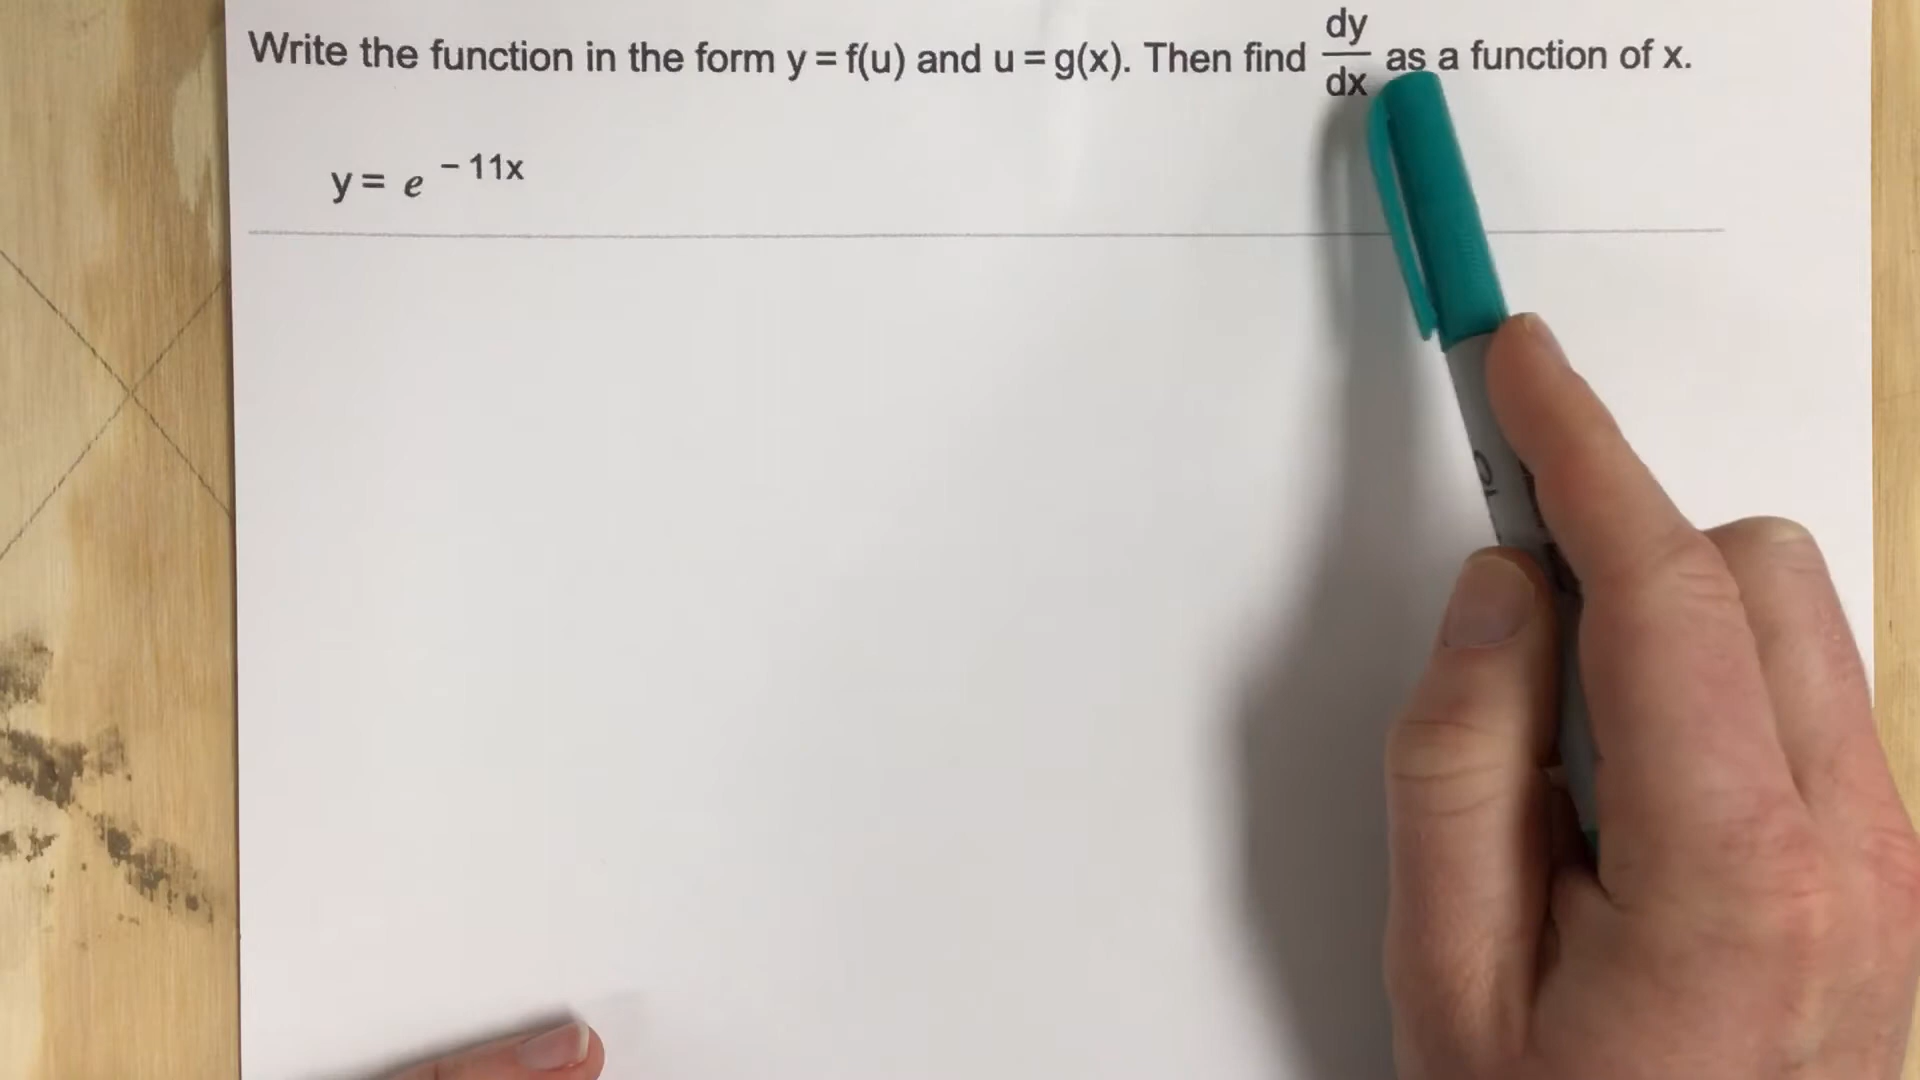 Write the function in the form y = f(u) and u = g(x). Then find dy/dx as a function of x.
y = e^{-11x}